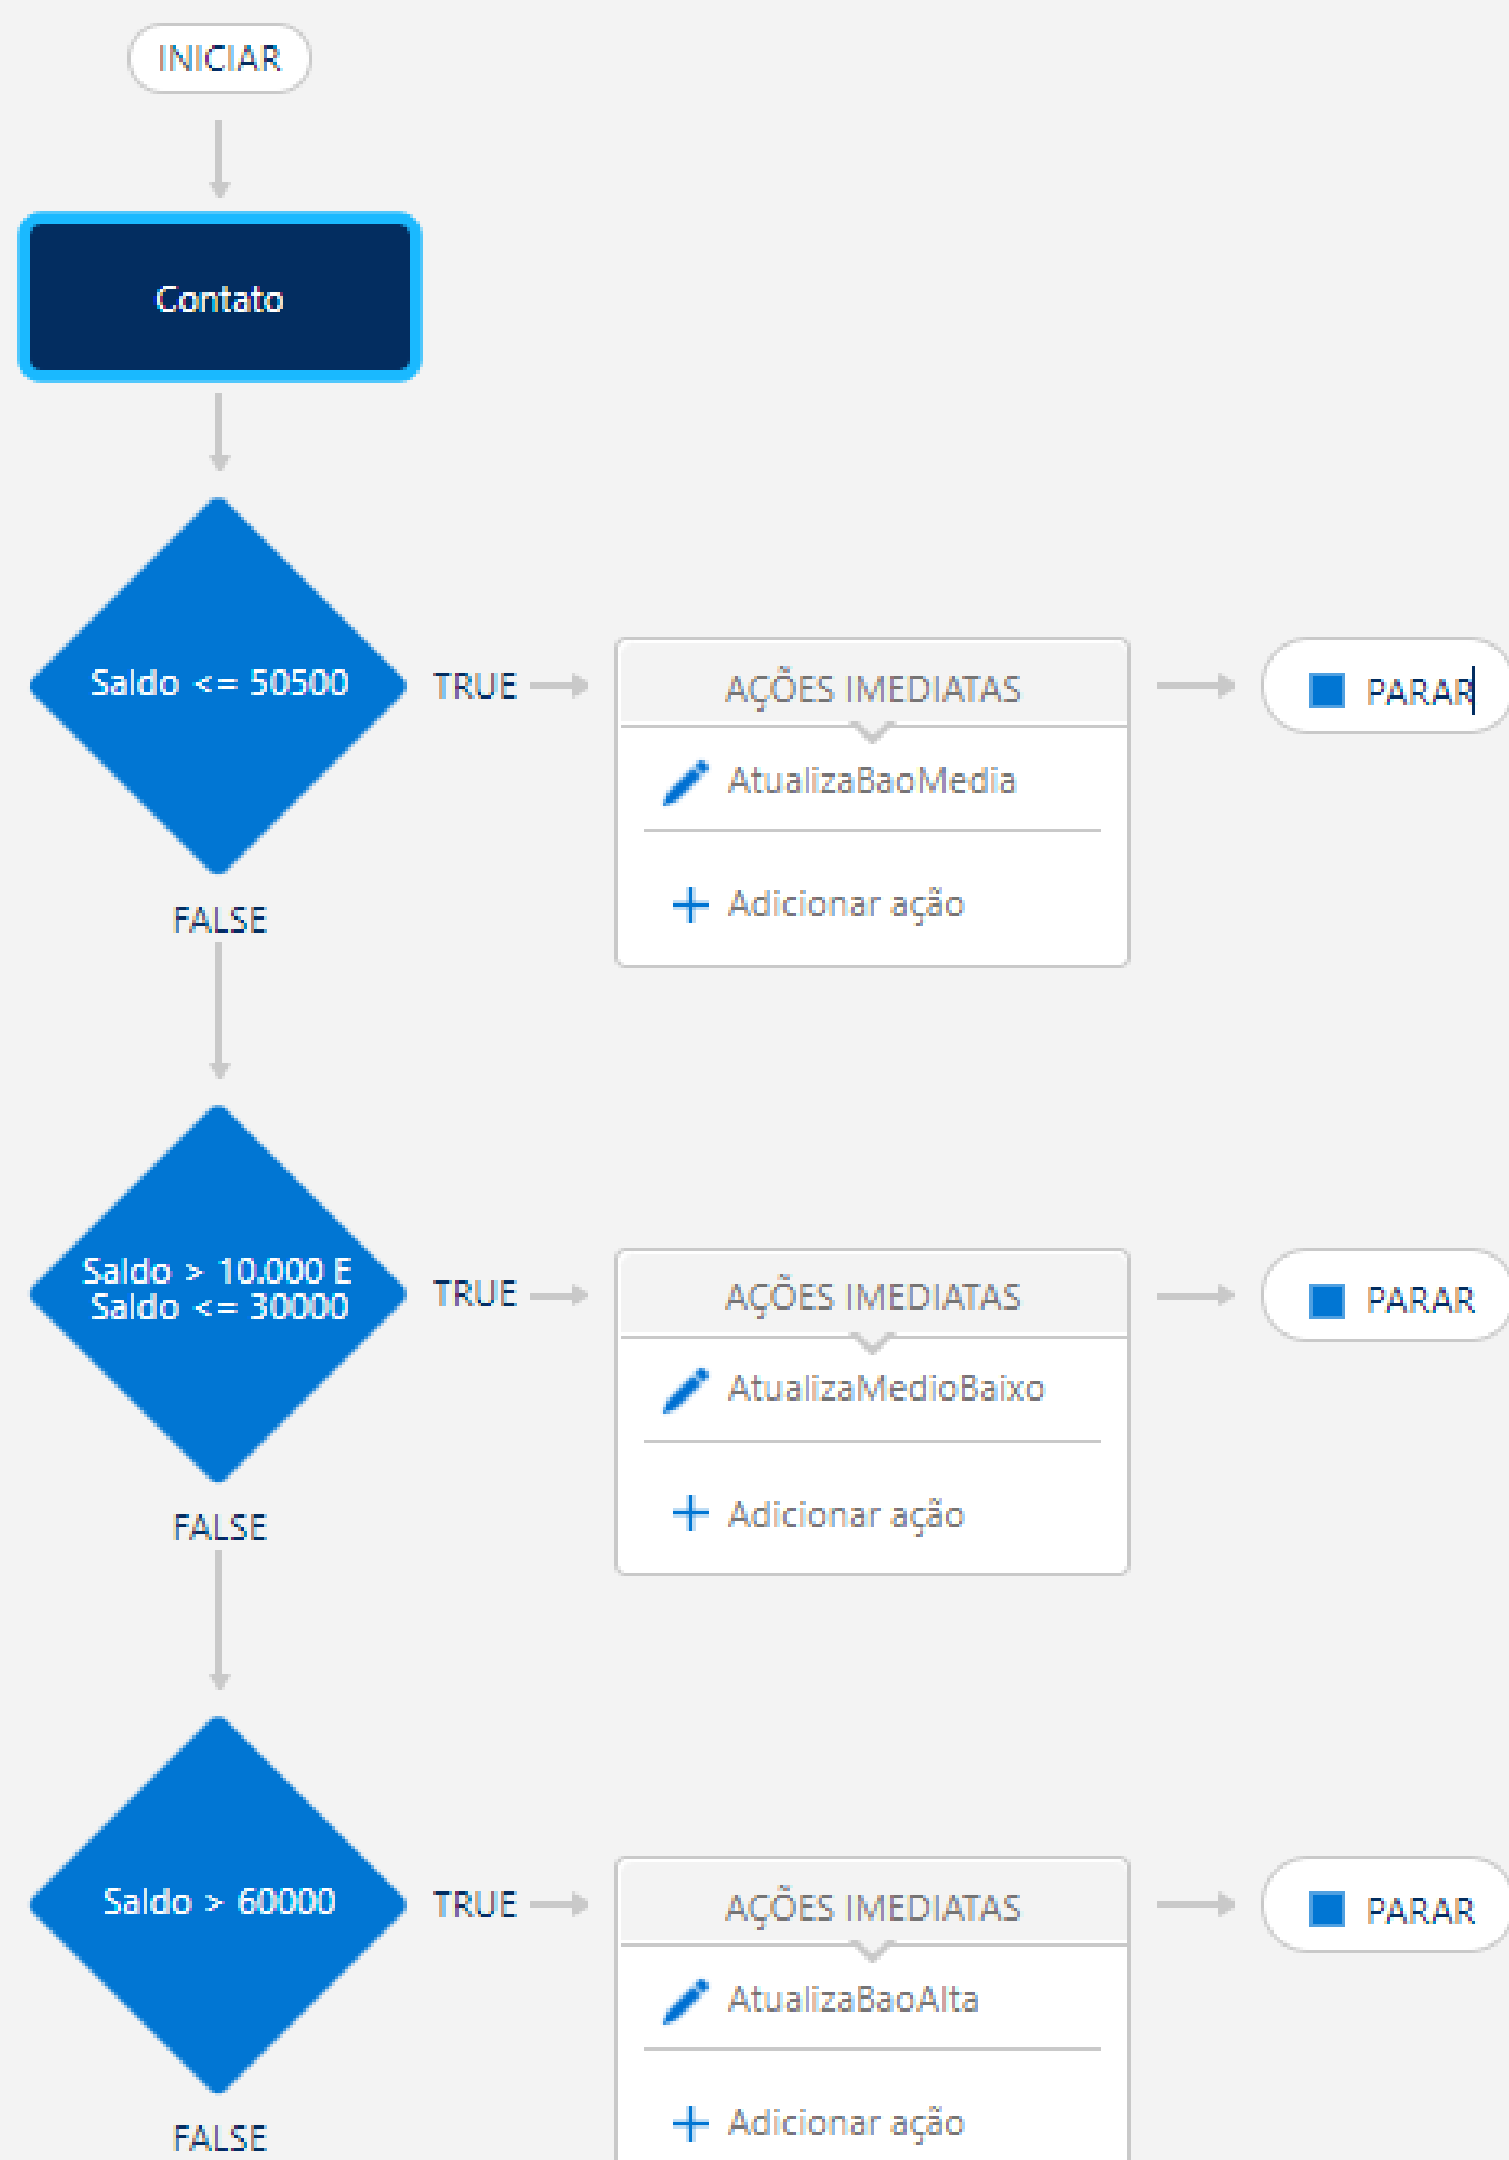 INICIAR
Contato
Saldo <= 50500
TRUE
AÇÕES IMEDIATAS
PARAR
AtualizaBaoMedia
Adicionar ação
FALSE
Saldo > 10.000 E
Saldo <= 30000
TRUE
AÇÕES IMEDIATAS
PARAR
AtualizaMedioBaixo
Adicionar ação
FALSE
Saldo > 60000
TRUE
AÇÕES IMEDIATAS
PARAR
AtualizaBaoAlta
Adicionar ação
FALSE